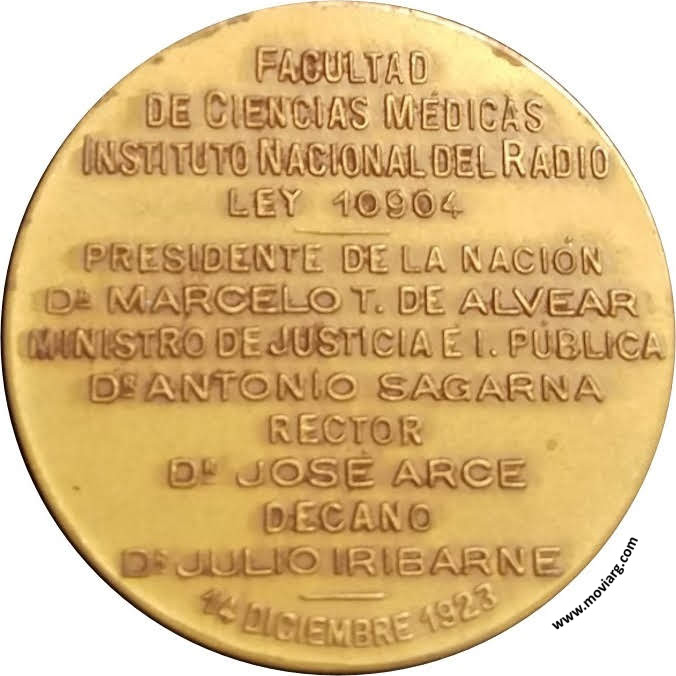 FACULTAD
DE CIENCIAS MÉDICAS
INSTITUTO NACIONAL DEL RADIO
LEY 10904
PRESIDENTE DE LA NACIÓN
DR MARCELO T. DE ALVEAR
MINISTRO DE JUSTICIA E I. PÚBLICA
DR ANTONIO SAGARNA
RECTOR
DR JOSÉ ARCE
DECANO
DR JULIO IRIBARNE
14 DICIEMBRE 1923
www.moviarg.com